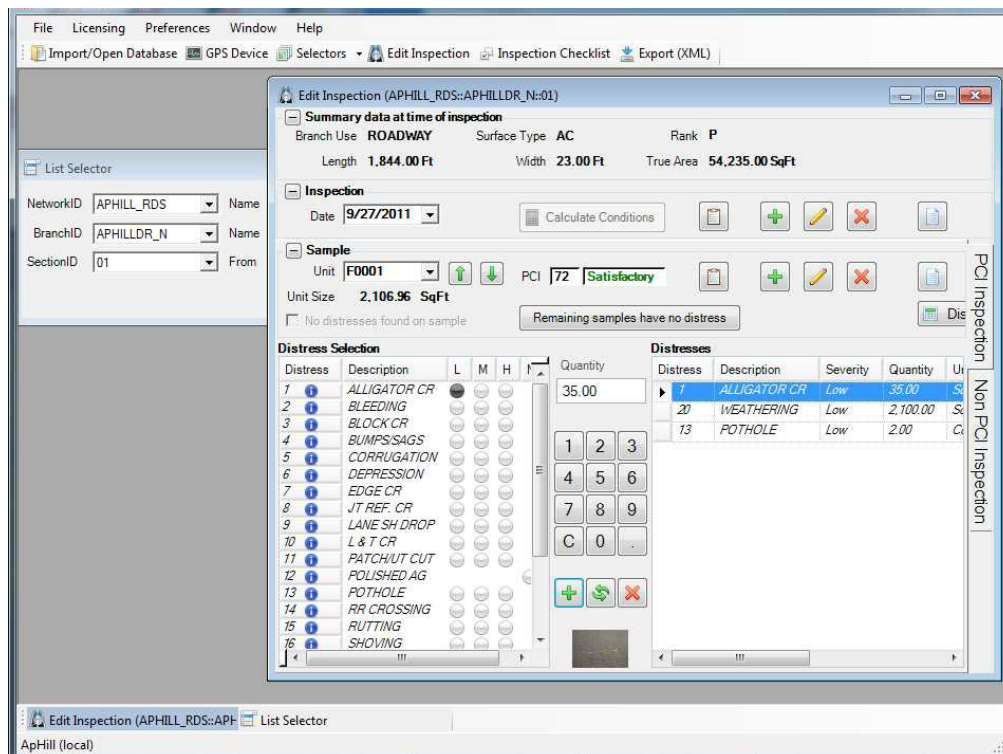 File Licensing Preferences Window Help
Import/Open Database GPS Device Selectors Edit Inspection Inspection Checklist Export (XML)
Edit Inspection (APHILL_RDS::APHILLDR_N::01)
Summary data at time of inspection
Branch Use ROADWAY Surface Type AC Rank P
Length 1,844.00 Ft Width 23.00 Ft True Area 54,235.00 SqFt
List Selector
NetworkID APHILL_RDS Name
BranchID APHILLDR_N Name
SectionID 01 From
Inspection
Date 9/27/2011 Calculate Conditions
Sample
Unit F0001 PCI 72 Satisfactory
Unit Size 2,106.96 SqFt
No distresses found on sample Remaining samples have no distress Dis
PCI Inspection
Non PCI Inspection
Distress Selection
Distress Description L M H
1 ALLIGATOR CR
2 BLEEDING
3 BLOCK CR
4 BUMPS/SAGS
5 CORRUGATION
6 DEPRESSION
7 EDGE CR
8 JT REF. CR
9 LANE SH DROP
10 L & T CR
11 PATCH/UT CUT
12 POLISHED AG
13 POTHOLE
14 RR CROSSING
15 RUTTING
16 SHOVING
Quantity
35.00
1 2 3
4 5 6
7 8 9
C 0 .
Distresses
Distress Description Severity Quantity U
1 ALLIGATOR CR Low 35.00 S
20 WEATHERING Low 2,100.00 S
13 POTHOLE Low 2.00 C
Edit Inspection (APHILL_RDS::APH List Selector
ApHill (local)